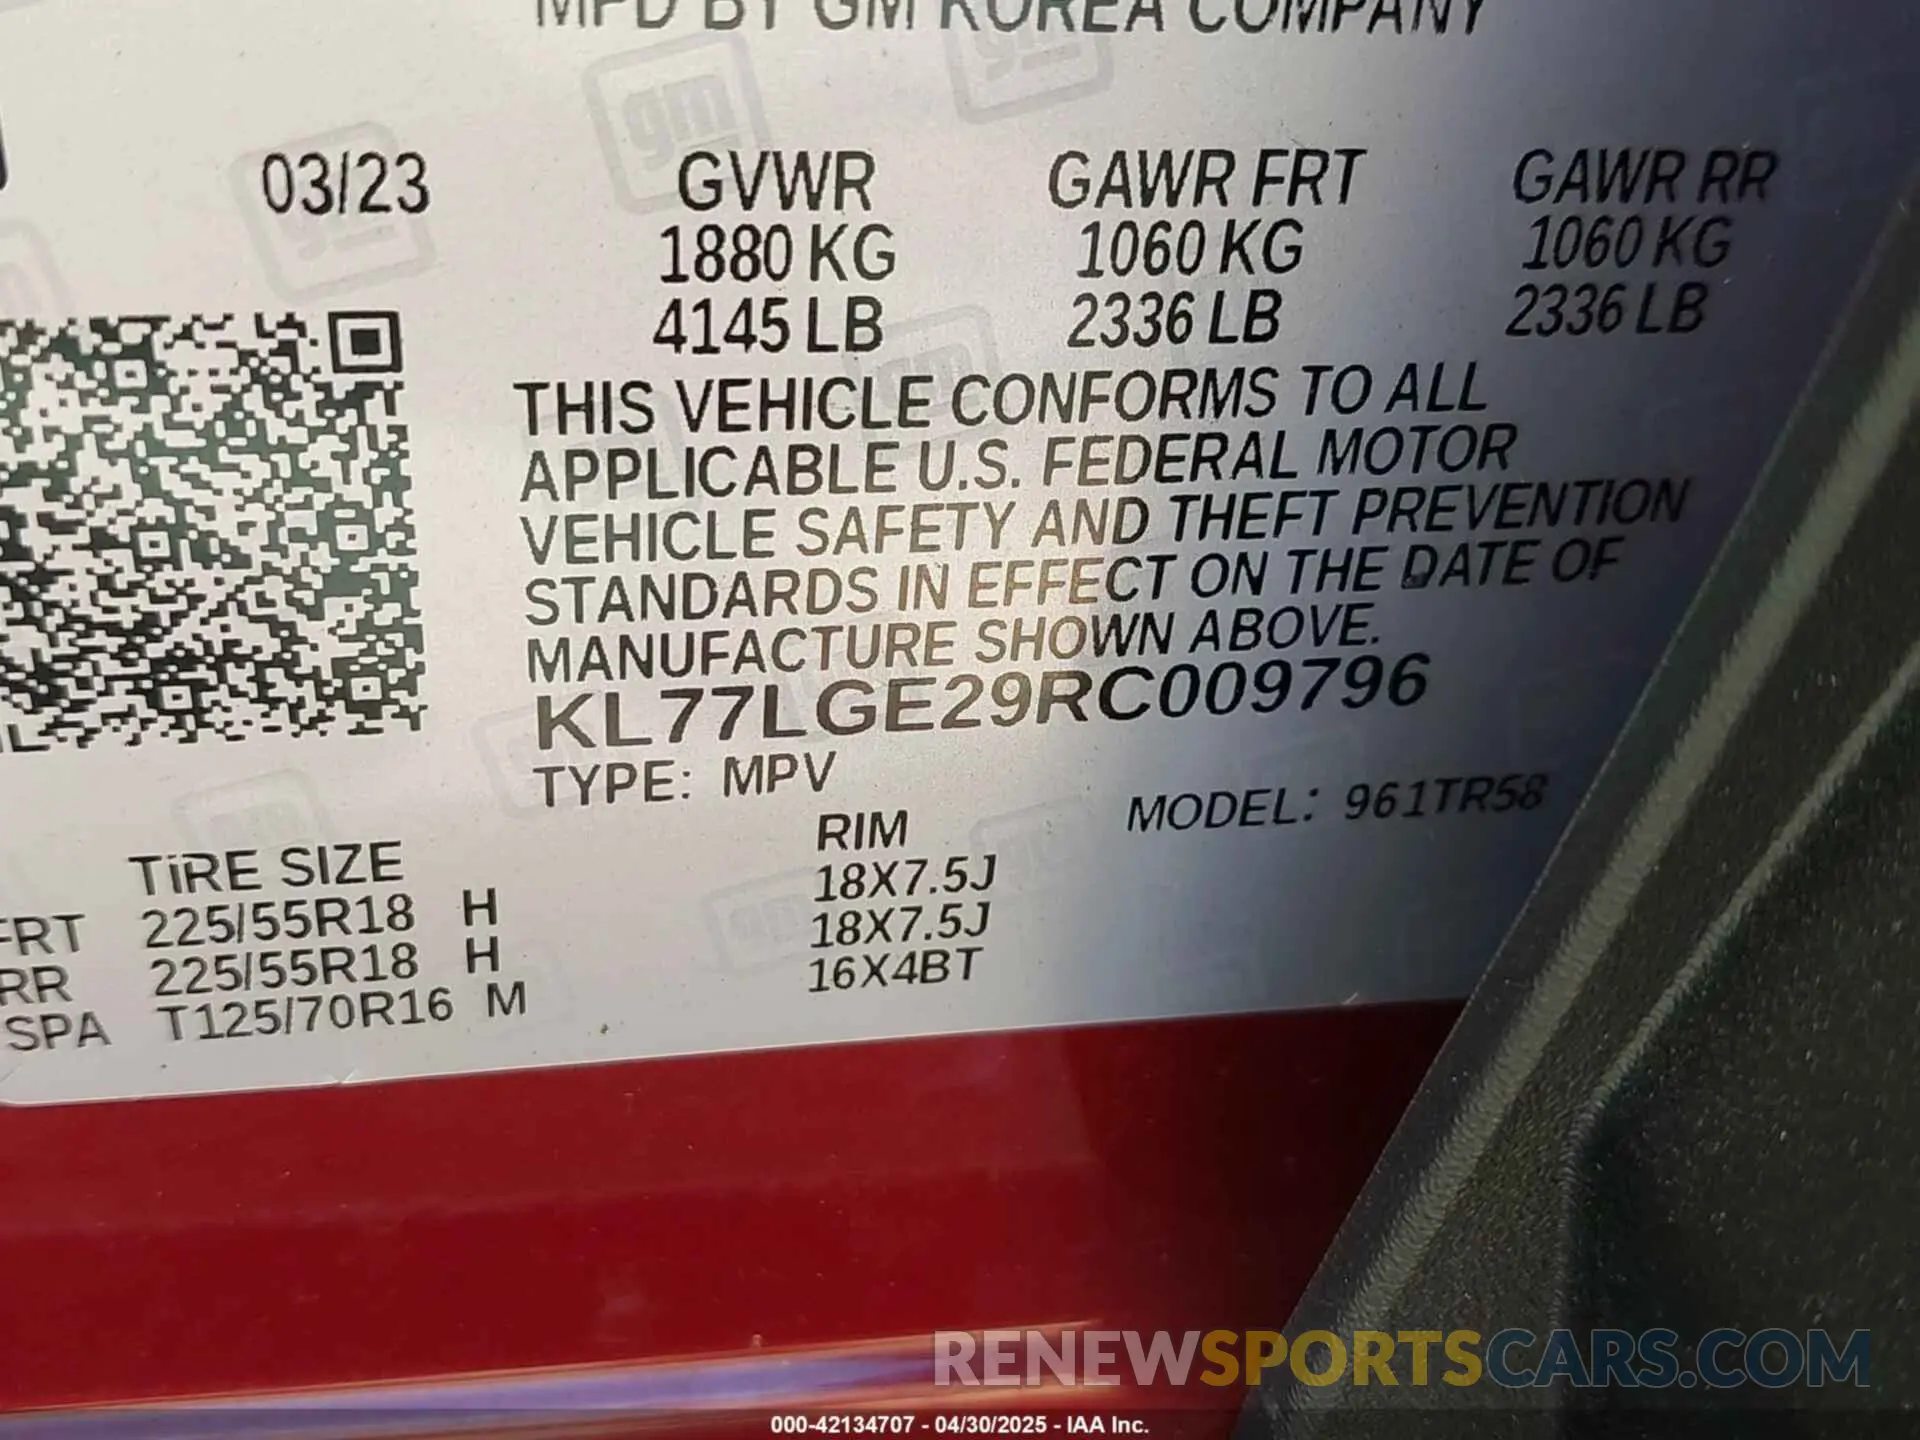 MFD BY GM KOREA COMPANY
03/23
GVWR GAWR FRT GAWR RR
1880 KG 1060 KG 1060 KG
4145 LB 2336 LB 2336 LB
THIS VEHICLE CONFORMS TO ALL
APPLICABLE U.S. FEDERAL MOTOR
VEHICLE SAFETY AND THEFT PREVENTION
STANDARDS IN EFFECT ON THE DATE OF
MANUFACTURE SHOWN ABOVE.
KL77LGE29RC009796
TYPE: MPV MODEL: 961TR58
TIRE SIZE RIM
FRT 225/55R18 H 18X7.5J
RR 225/55R18 H 18X7.5J
SPA T125/70R16 M 16X4BT
gm
gm
gm
gm
RENEWSPORTSCARS.COM
000-42134707 - 04/30/2025 - IAA Inc.